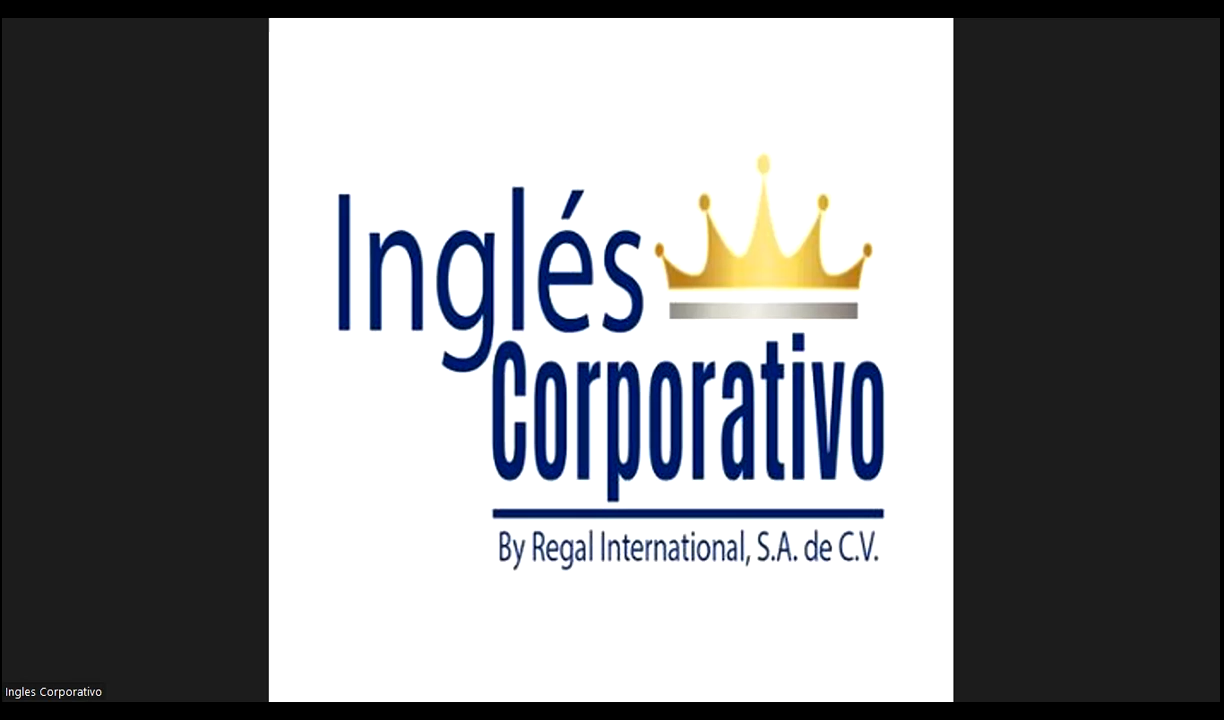 Inglés
Corporativo
By Regal International, S.A. de C.V.
Ingles Corporativo